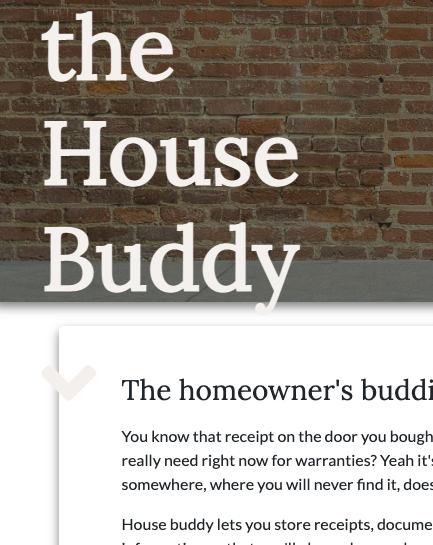 the
House
Buddy
The homeowner's buddi
You know that receipt on the door you bough
really need right now for warranties? Yeah it's
somewhere, where you will never find it, does
House buddy lets you store receipts, docume